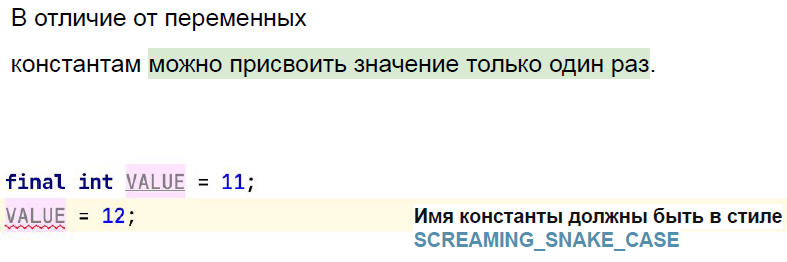 В отличие от переменных
константам можно присвоить значение только один раз.
final int VALUE = 11;
VALUE = 12;
Имя константы должны быть в стиле
SCREAMING_SNAKE_CASE